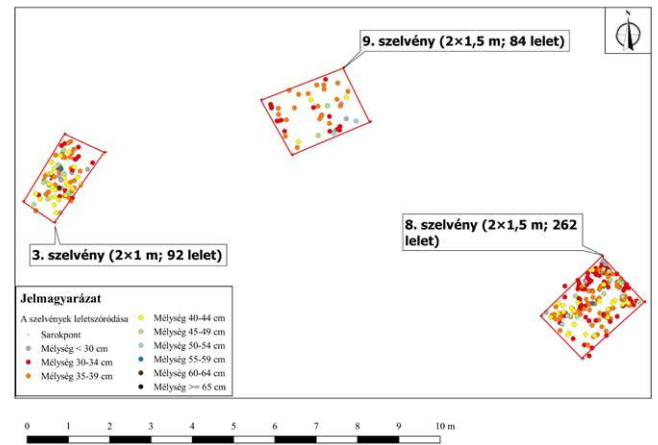 N
9. szelvény (2×1,5 m; 84 lelet)
8. szelvény (2×1,5 m; 262
lelet)
3. szelvény (2×1 m; 92 lelet)
Jelmagyarázat
A szelvények leletszóródása
Sarokpont
Mélység < 30 cm
Mélység 30-34 cm
Mélység 35-39 cm
Mélység 40-44 cm
Mélység 45-49 cm
Mélység 50-54 cm
Mélység 55-59 cm
Mélység 60-64 cm
Mélység >= 65 cm
0 1 2 3 4 5 6 7 8 9 10 m